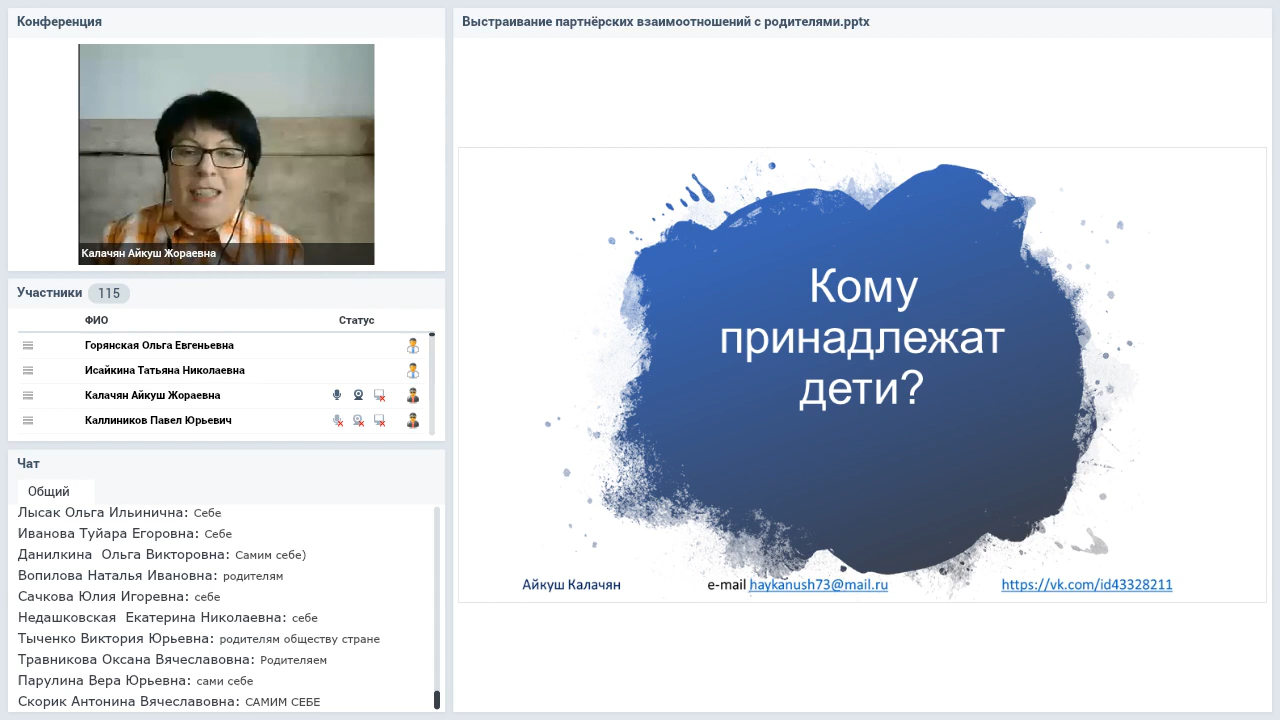 Конференция
Калачян Айкуш Жораевна
Участники 115
ФИО Статус
Горянская Ольга Евгеньевна
Исайкина Татьяна Николаевна
Калачян Айкуш Жораевна
Каллиников Павел Юрьевич
Чат
Общий
Лысак Ольга Ильинична: Себе
Иванова Туйара Егоровна: Себе
Данилкина Ольга Викторовна: Самим себе)
Вопилова Наталья Ивановна: родителям
Сачкова Юлия Игоревна: себе
Недашковская Екатерина Николаевна: себе
Тыченко Виктория Юрьевна: родителям обществу стране
Травникова Оксана Вячеславовна: Родителяем
Парулина Вера Юрьевна: сами себе
Скорик Антонина Вячеславовна: САМИМ СЕБЕ
Выстраивание партнёрских взаимоотношений с родителями.pptx
Кому
принадлежат
дети?
Айкуш Калачян e-mail haykanush73@mail.ru https://vk.com/id43328211